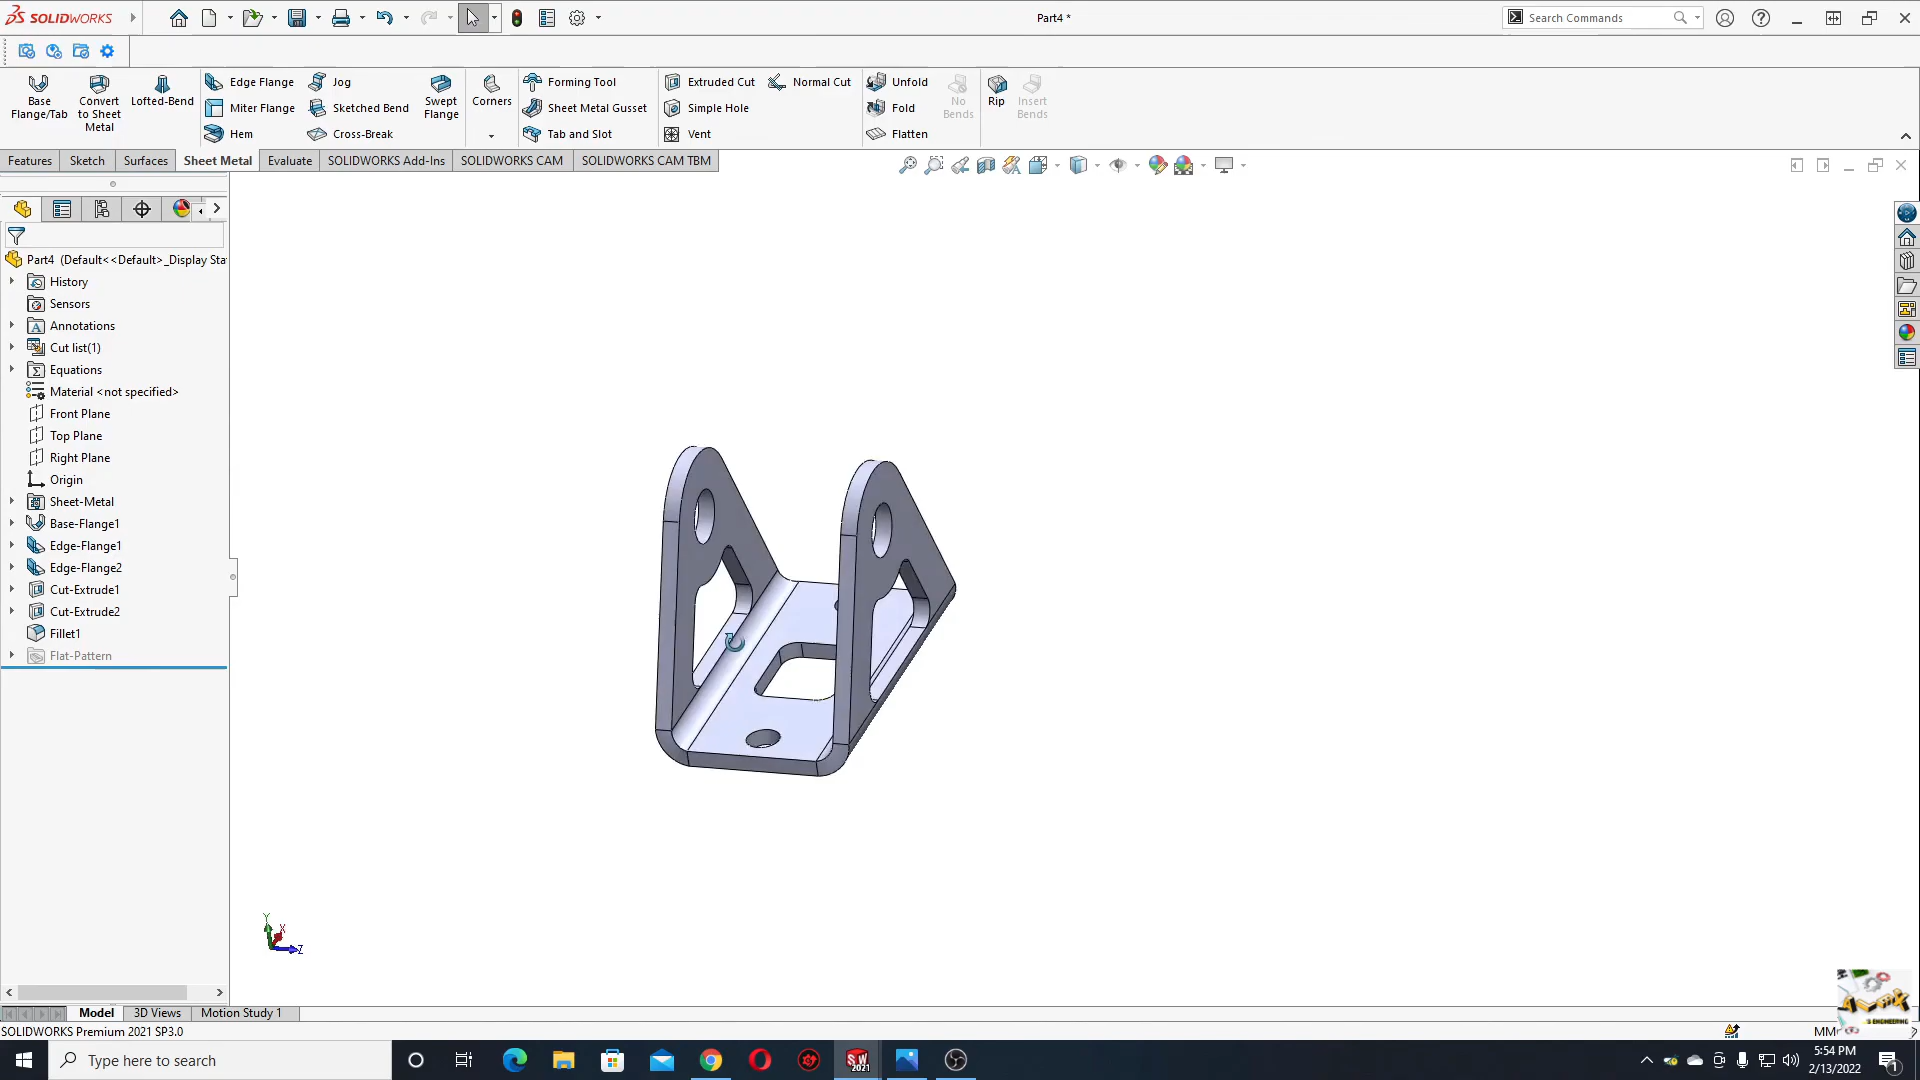 SOLIDWORKS
Part4 *
Search Commands
Base Flange/Tab
Convert to Sheet Metal
Lofted-Bend
Edge Flange
Miter Flange
Hem
Jog
Sketched Bend
Cross-Break
Swept Flange
Corners
Forming Tool
Sheet Metal Gusset
Tab and Slot
Extruded Cut
Simple Hole
Vent
Normal Cut
Unfold
Fold
Flatten
No Bends
Rip
Insert Bends
Features
Sketch
Surfaces
Sheet Metal
Evaluate
SOLIDWORKS Add-Ins
SOLIDWORKS CAM
SOLIDWORKS CAM TBM
Part4 (Default<<Default>_Display Sta
History
Sensors
Annotations
Cut list(1)
Equations
Material <not specified>
Front Plane
Top Plane
Right Plane
Origin
Sheet-Metal
Base-Flange1
Edge-Flange1
Edge-Flange2
Cut-Extrude1
Cut-Extrude2
Fillet1
Flat-Pattern
Y
X
Z
Model
3D Views
Motion Study 1
SOLIDWORKS Premium 2021 SP3.0
Type here to search
SW
2021
5:54 PM
2/13/2022
1